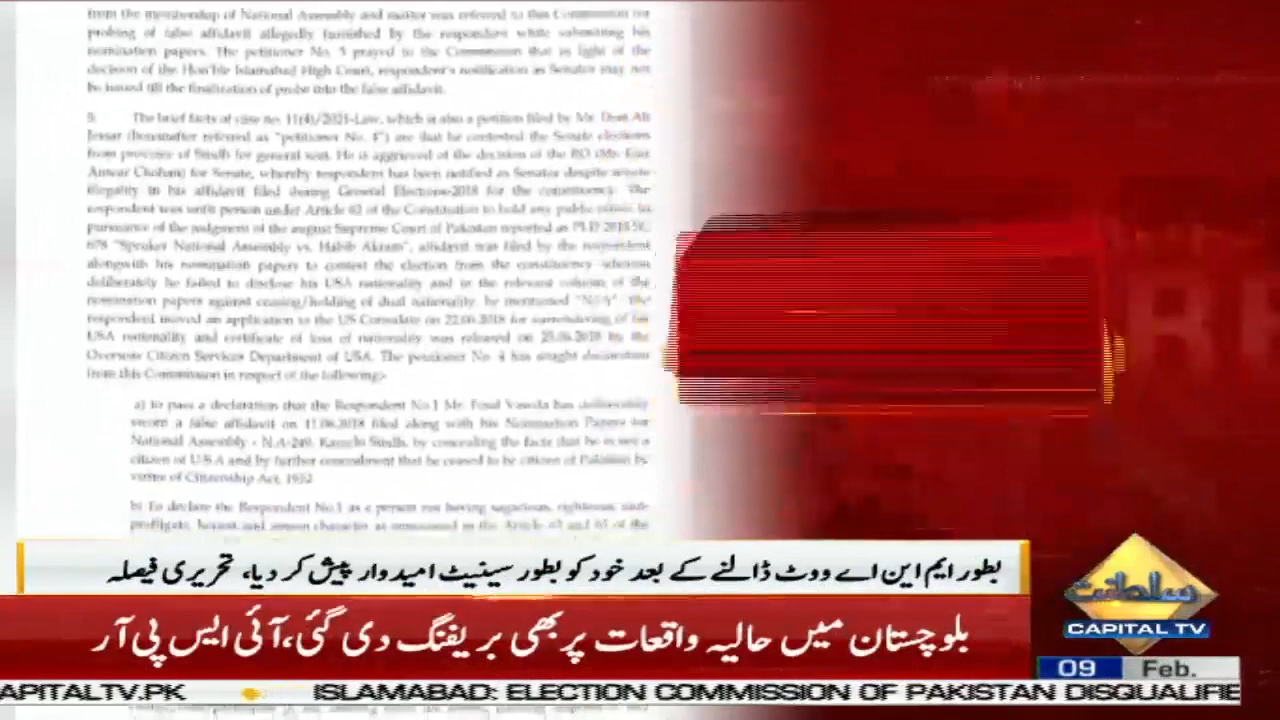 from the membership of National Assembly and matter was referred to this Commission for
probing of false affidavit allegedly furnished by the respondent while submitting his
nomination papers. The petitioner No. 3 prayed to the Commission that in light of the
decision of the Hon'ble Islamabad High Court, respondent's notification as Senator may not
be issued till the finalization of probe into the false affidavit.
The brief facts of case no. 11(4)/2021-Law, which is also a petition filed by Mr. Dost Ali
Jessar (hereinafter referred as "petitioner No. 4") are that he contested the Senate elections
from province of Sindh for general seat. He is aggrieved of the decision of the RO (Mr.
Anwar Chohan) for Senate, whereby respondent has been notified as Senator despite
illegality in his affidavit filed during General Elections-2018 for the constituency. The
respondent was unfit person under Article 62 of the Constitution to hold any public office in
pursuance of the judgment of the august Supreme Court of Pakistan reported as PLD 2018 SC
678 "Speaker National Assembly vs. Habib Akram", affidavit was filed by the respondent
alongwith his nomination papers to contest the election from the constituency wherein
deliberately he failed to disclose his USA nationality and in the relevant column of the
nomination papers against ceasing/holding of dual nationality, he mentioned "N/A". The
respondent moved an application to the US Consulate on 22.06.2018 for surrendering of his
USA nationality and certificate of loss of nationality was released on 25.06.2018 by the
Overseas Citizen Services Department of USA. The petitioner No. 4 has sought declaration
from this Commission in respect of the following:-
a) to pass a declaration that the Respondent No.1 Mr. Faisal Vawda has deliberately
sworn a false affidavit on 11.06.2018 filed along with his Nomination Papers for
National Assembly - N.A-249, Karachi Sindh, by concealing the fact that he is not a
citizen of U.S.A and by further concealment that he ceased to be citizen of Pakistan by
virtue of Citizenship Act, 1952
b) To declare the Respondent No.1 as a person not having sagacious, righteous, non-
profligate, honest and ameen character as announced in the Article 62 and 63 of the
بطور ایم این اے ووٹ ڈالنے کے بعد خود کو بطور سینیٹ امیدوار پیش کر دیا، تحریری فیصلہ
بلوچستان میں حالیہ واقعات پر بھی بریفنگ دی گئی، آئی ایس پی آر
سلطانت
CAPITAL TV
09 Feb.
APITALTV.PK ISLAMABAD: ELECTION COMMISSION OF PAKISTAN DISQUALIFIE